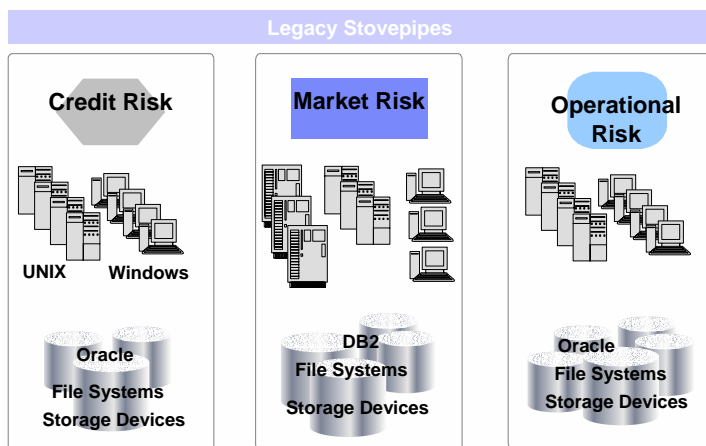 Legacy Stovepipes
Credit Risk
Market Risk
Operational
Risk
UNIX
Windows
Oracle
File Systems
Storage Devices
DB2
File Systems
Storage Devices
Oracle
File Systems
Storage Devices